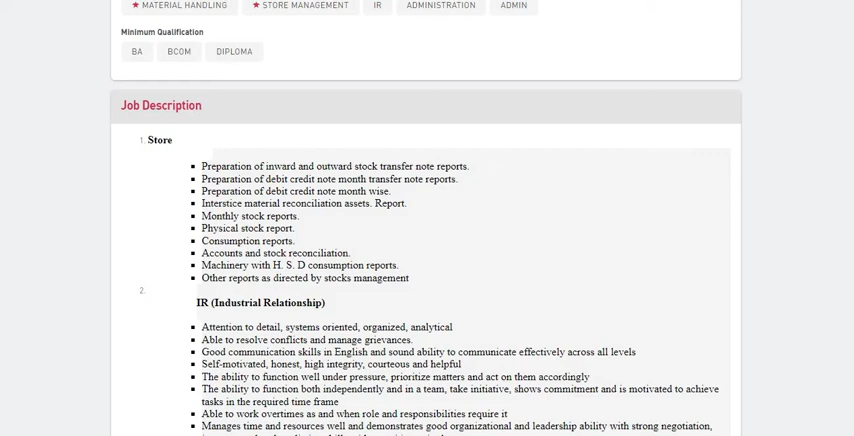 ★ MATERIAL HANDLING ★ STORE MANAGEMENT IR ADMINISTRATION ADMIN
Minimum Qualification
BA BCOM DIPLOMA
Job Description
1. Store
Preparation of inward and outward stock transfer note reports.
Preparation of debit credit note month transfer note reports.
Preparation of debit credit note month wise.
Interstice material reconciliation assets. Report.
Monthly stock reports.
Physical stock report.
Consumption reports.
Accounts and stock reconciliation.
Machinery with H. S. D consumption reports.
Other reports as directed by stocks management
2.
IR (Industrial Relationship)
Attention to detail, systems oriented, organized, analytical
Able to resolve conflicts and manage grievances.
Good communication skills in English and sound ability to communicate effectively across all levels
Self-motivated, honest, high integrity, courteous and helpful
The ability to function well under pressure, prioritize matters and act on them accordingly
The ability to function both independently and in a team, take initiative, shows commitment and is motivated to achieve
tasks in the required time frame
Able to work overtimes as and when role and responsibilities require it
Manages time and resources well and demonstrates good organizational and leadership ability with strong negotiation,